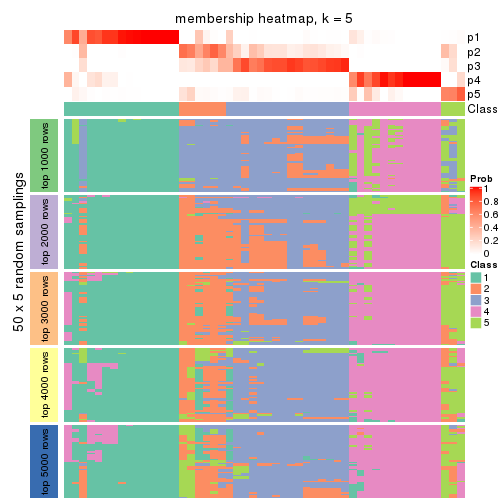 membership heatmap, k = 5
p1
p2
p3
p4
p5
Class
50 x 5 random samplings
top 1000 rows
top 2000 rows
top 3000 rows
top 4000 rows
top 5000 rows
Prob
1
0.8
0.6
0.4
0.2
0
Class
1
2
3
4
5